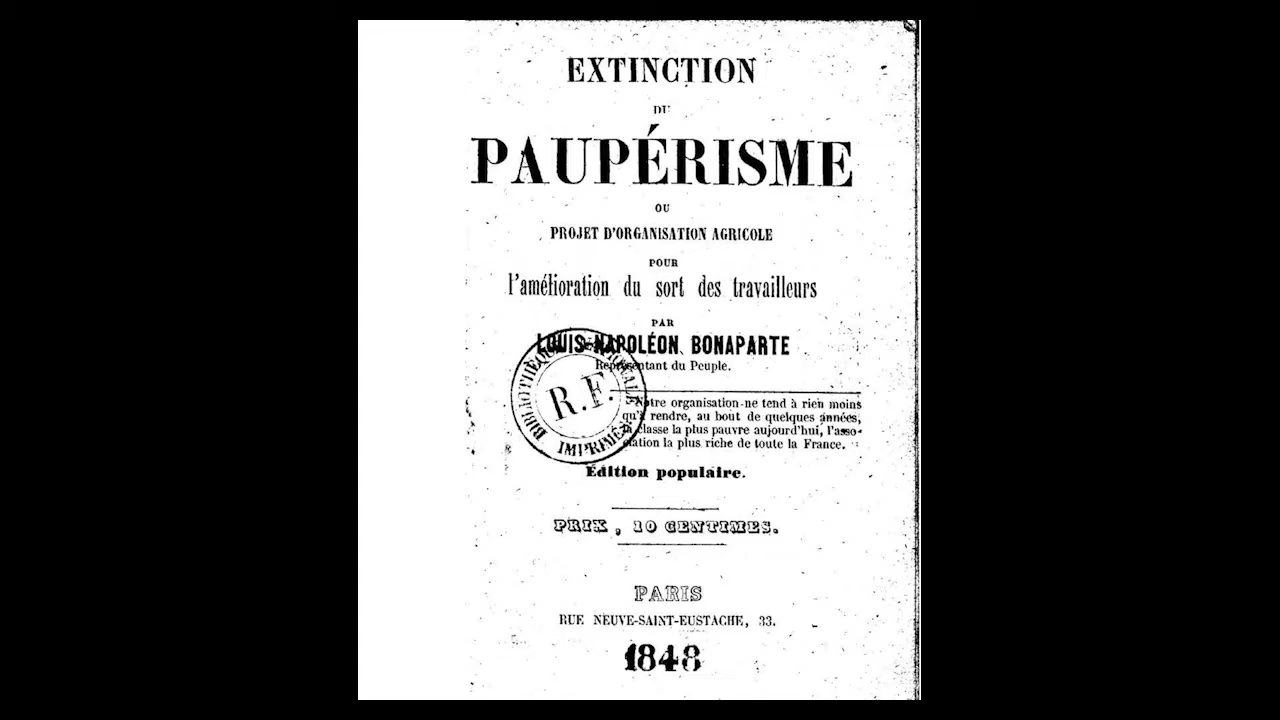 EXTINCTION
DU
PAUPÉRISME
OU
PROJET D'ORGANISATION AGRICOLE
POUR
l'amélioration du sort des travailleurs
PAR
LOUIS-NAPOLÉON BONAPARTE
Représentant du Peuple.
Notre organisation ne tend à rien moins
qu'à rendre, au bout de quelques années,
la classe la plus pauvre aujourd'hui, l'asso-
ciation la plus riche de toute la France.
BIBLIOTHÈQUE NATIONALE
R.F.
IMPRIMÉS
Édition populaire.
PRIX, 10 CENTIMES.
PARIS
RUE NEUVE-SAINT-EUSTACHE, 33.
1848